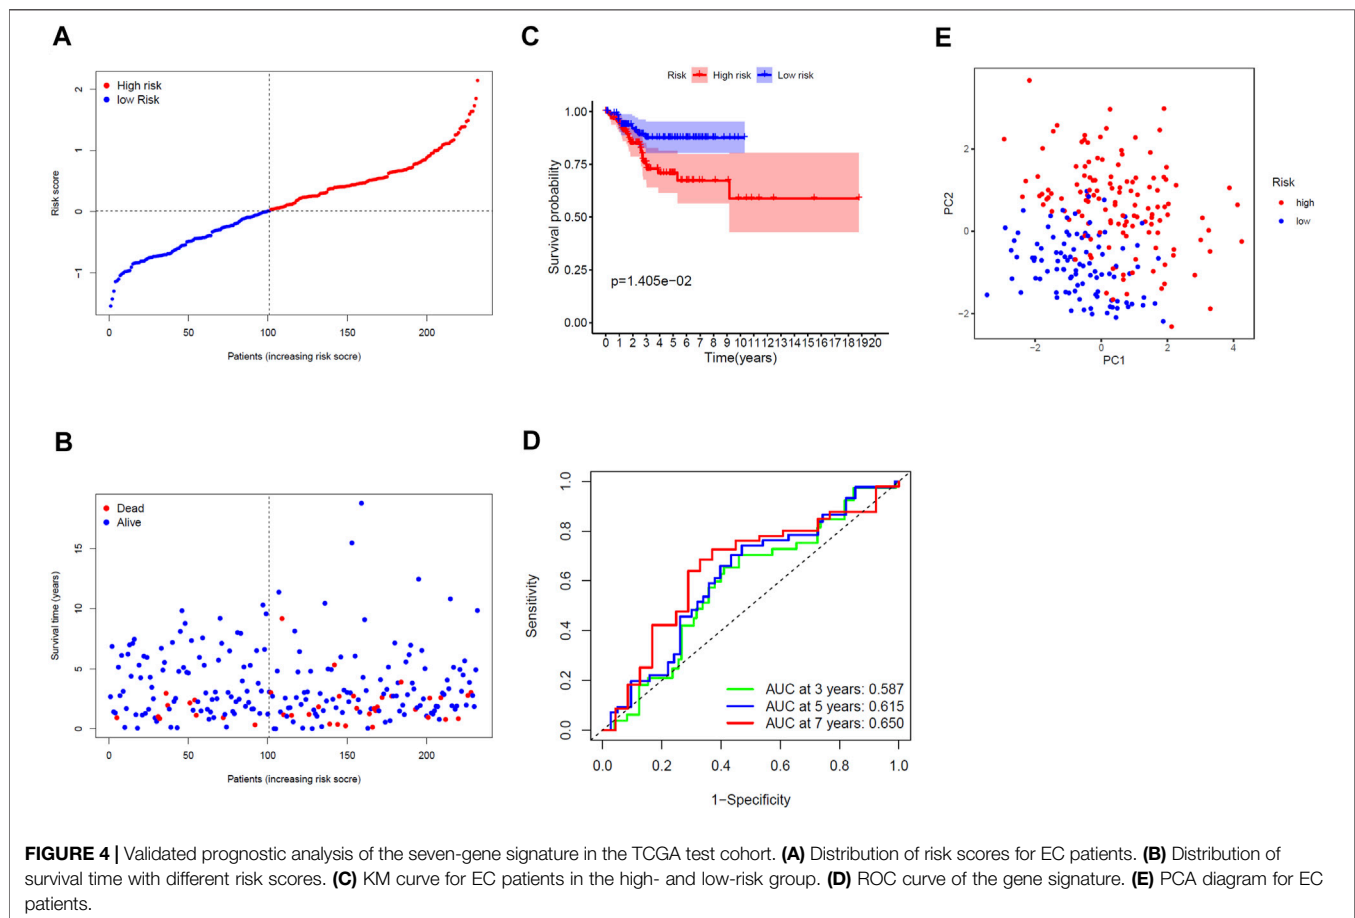 A
High risk
low Risk
Risk score
2
1
0
−1
0
50
100
150
200
Patients (increasing risk socre)
B
Dead
Alive
Survival time (years)
15
10
5
0
0
50
100
150
200
Patients (increasing risk socre)
C
Risk High risk Low risk
Survival probability
1.00
0.75
0.50
0.25
0.00
p=1.405e−02
0 1 2 3 4 5 6 7 8 9 10 11 12 13 14 15 16 17 18 19 20
Time(years)
D
Sensitivity
1.0
0.8
0.6
0.4
0.2
0.0
AUC at 3 years: 0.587
AUC at 5 years: 0.615
AUC at 7 years: 0.650
0.0 0.2 0.4 0.6 0.8 1.0
1−Specificity
E
PC2
2
0
−2
−2 0 2 4
PC1
Risk
high
low
FIGURE 4 | Validated prognostic analysis of the seven-gene signature in the TCGA test cohort. (A) Distribution of risk scores for EC patients. (B) Distribution of
survival time with different risk scores. (C) KM curve for EC patients in the high- and low-risk group. (D) ROC curve of the gene signature. (E) PCA diagram for EC
patients.